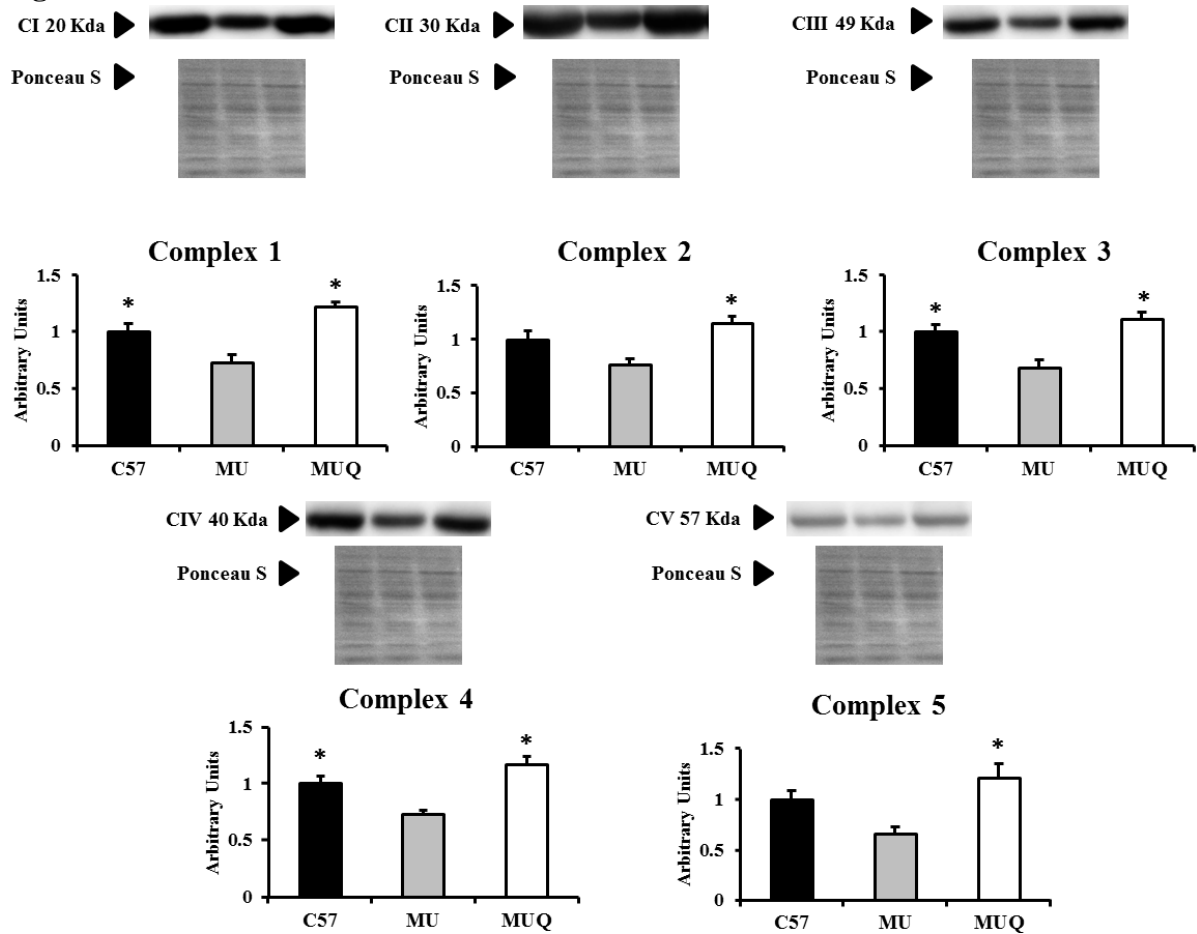 CI 20 Kda
CII 30 Kda
CIII 49 Kda
Ponceau S
Ponceau S
Ponceau S
Complex 1
Arbitrary Units
1.5
1
0.5
0
*
*
C57 MU MUQ
Complex 2
Arbitrary Units
1.5
1
0.5
0
*
C57 MU MUQ
Complex 3
Arbitrary Units
1.5
1
0.5
0
*
*
C57 MU MUQ
CIV 40 Kda
CV 57 Kda
Ponceau S
Ponceau S
Complex 4
Arbitrary Units
1.5
1
0.5
0
*
*
C57 MU MUQ
Complex 5
Arbitrary Units
1.5
1
0.5
0
*
C57 MU MUQ